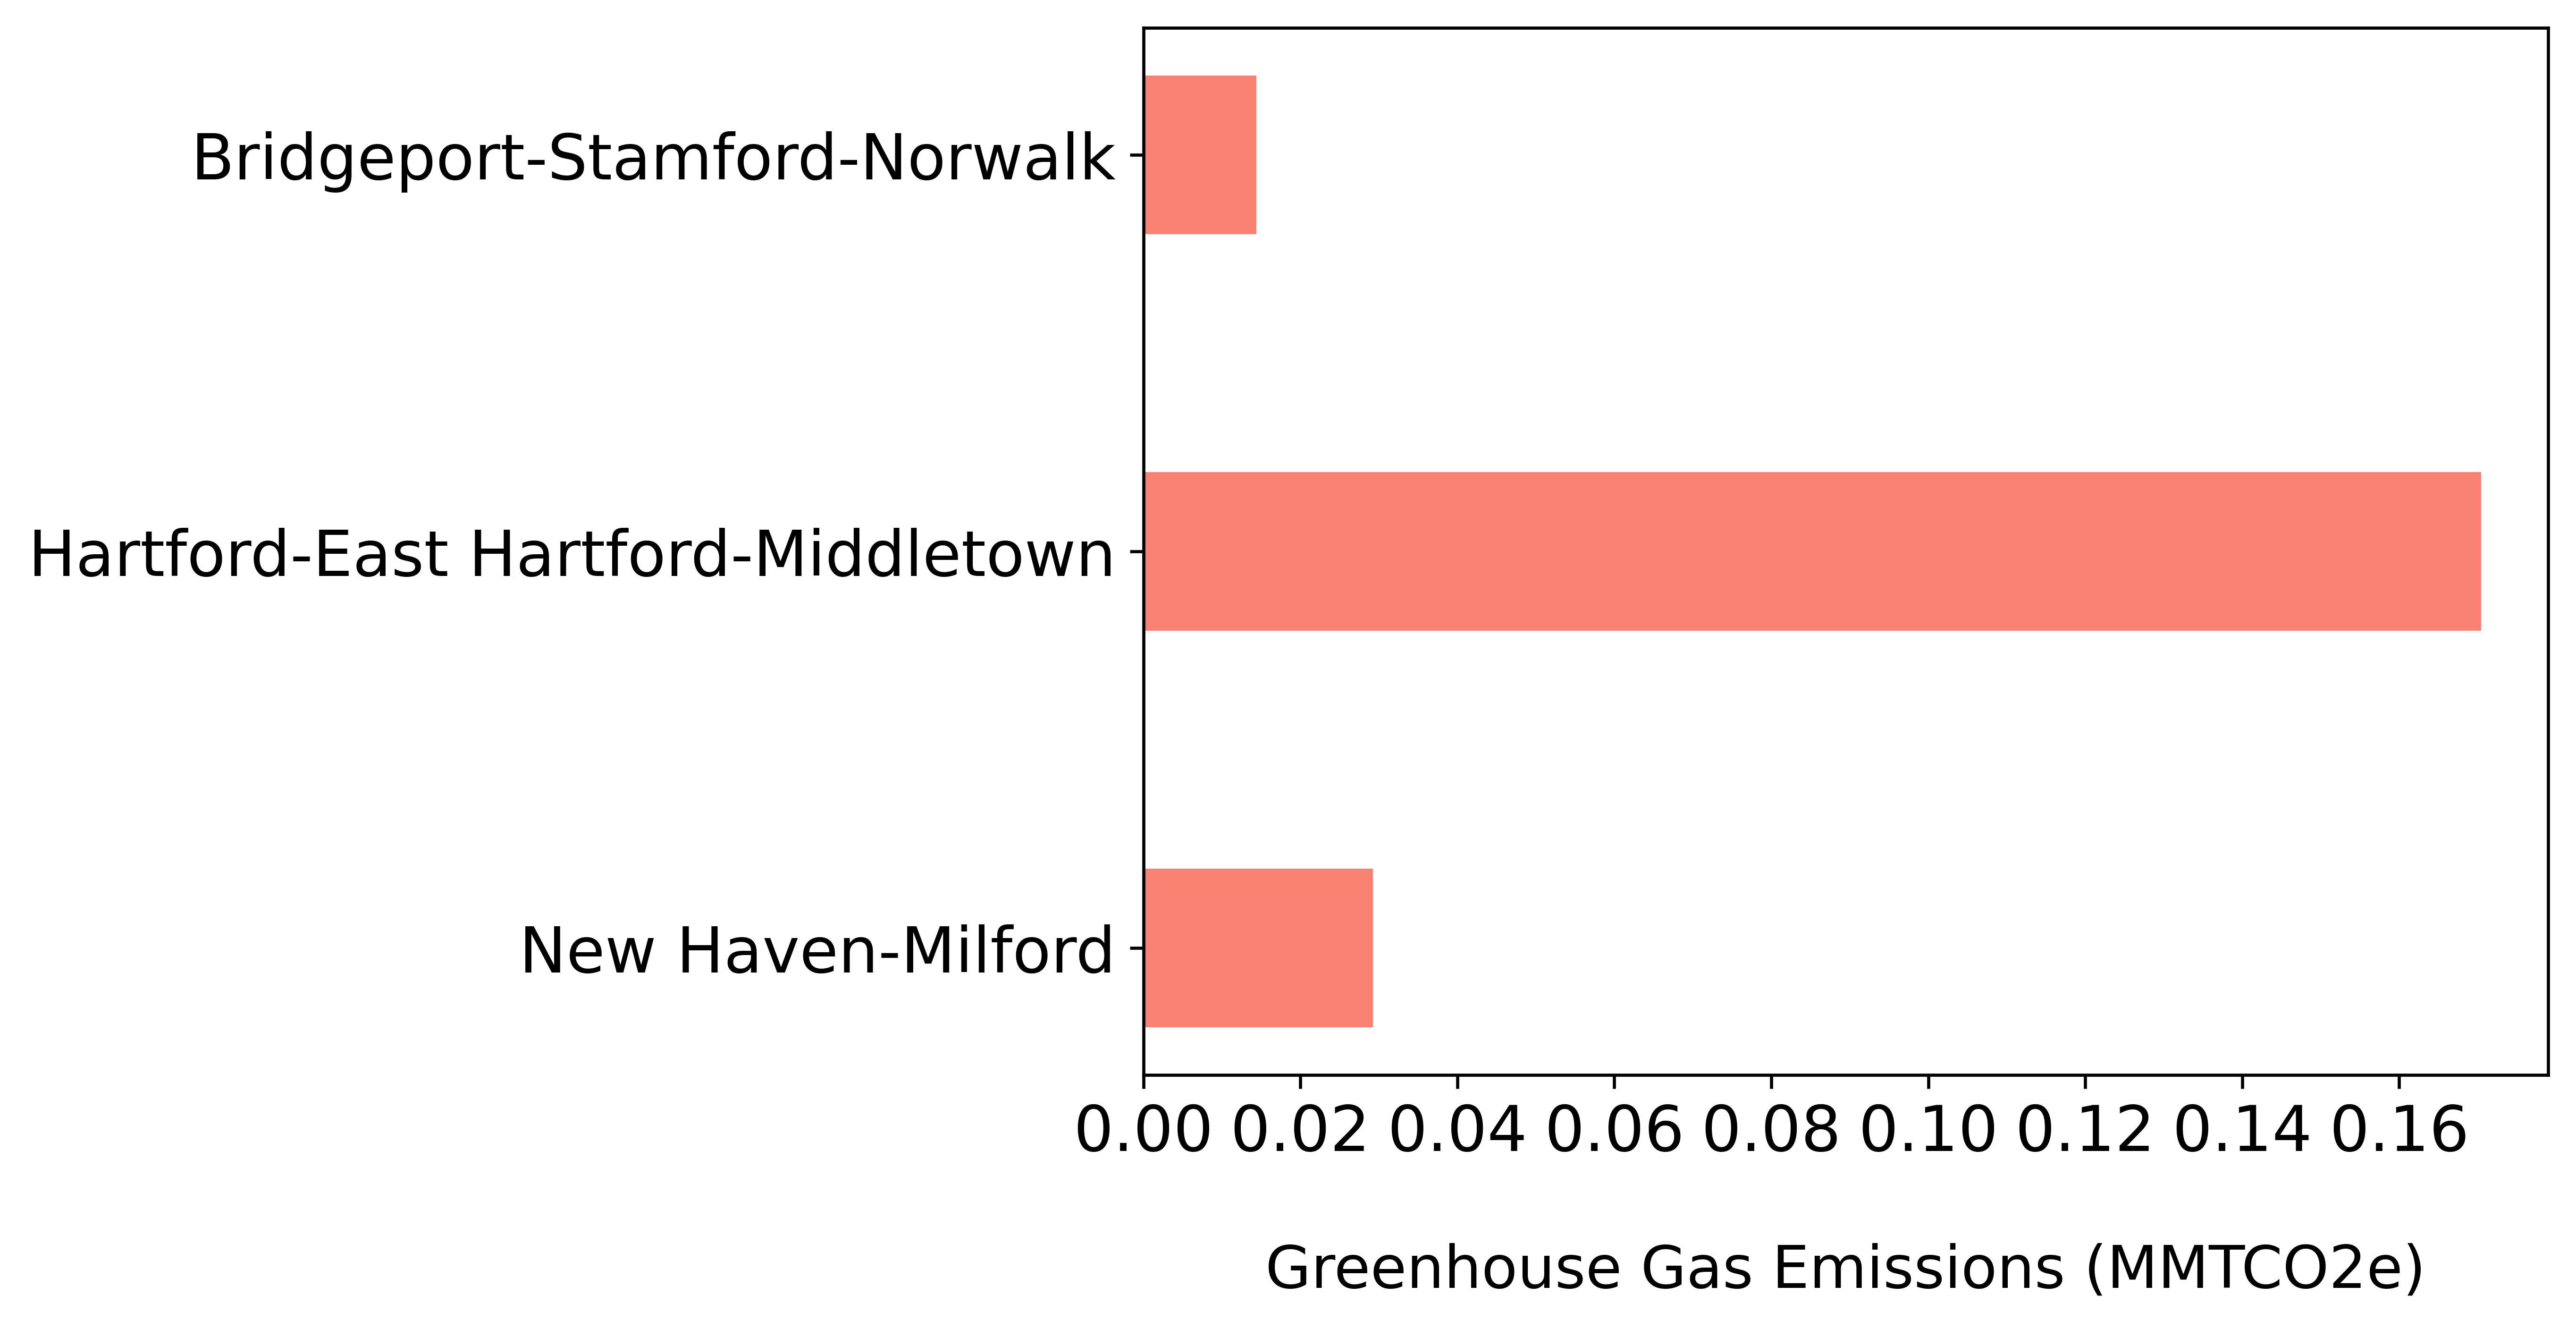 Bridgeport-Stamford-Norwalk
Hartford-East Hartford-Middletown
New Haven-Milford
0.00 0.02 0.04 0.06 0.08 0.10 0.12 0.14 0.16
Greenhouse Gas Emissions (MMTCO2e)